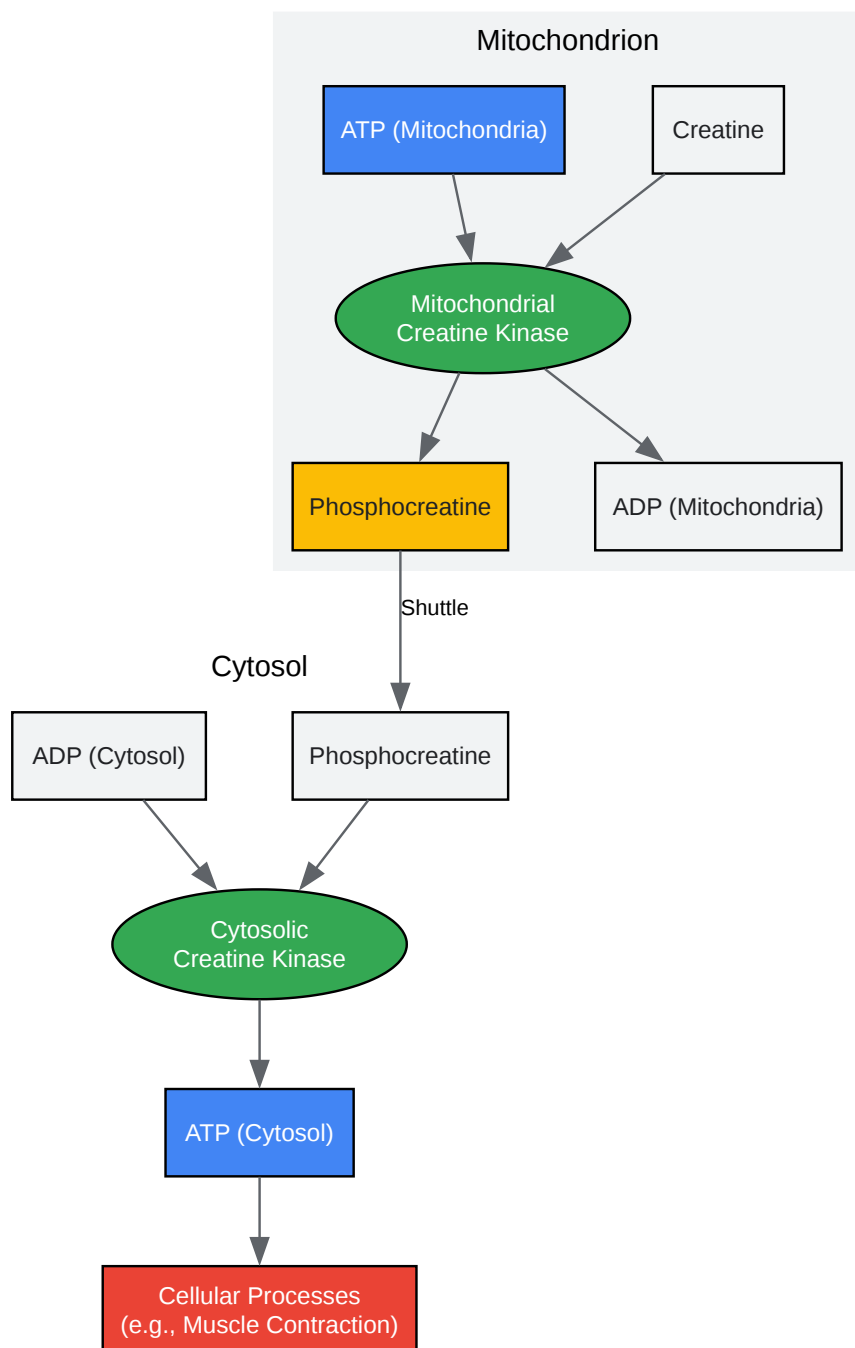 Mitochondrion
ATP (Mitochondria)
Creatine
Mitochondrial
Creatine Kinase
Phosphocreatine
ADP (Mitochondria)
Shuttle
Cytosol
ADP (Cytosol)
Phosphocreatine
Cytosolic
Creatine Kinase
ATP (Cytosol)
Cellular Processes
(e.g., Muscle Contraction)